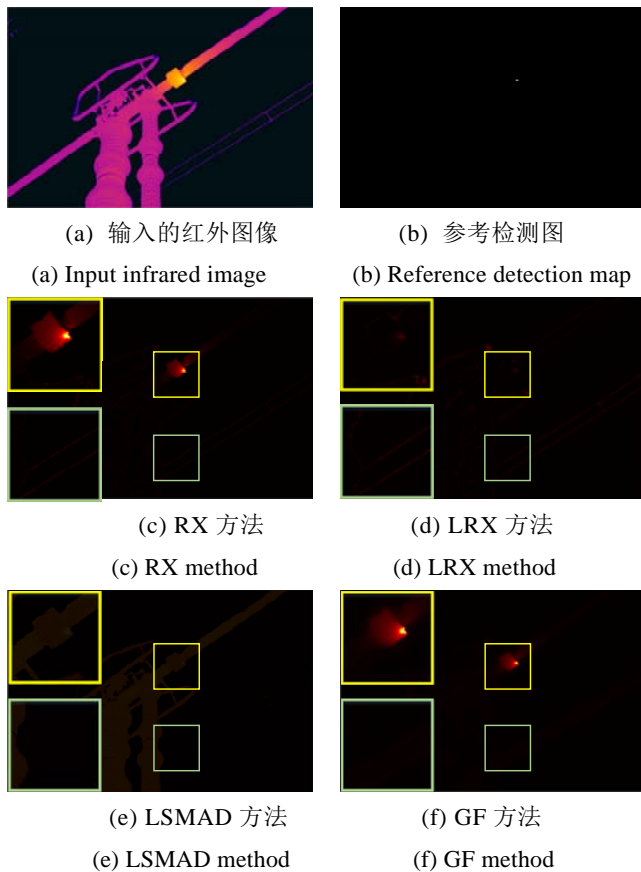 (a) 输入的红外图像
(b) 参考检测图
(a) Input infrared image
(b) Reference detection map
(c) RX 方法
(d) LRX 方法
(c) RX method
(d) LRX method
(e) LSMAD 方法
(f) GF 方法
(e) LSMAD method
(f) GF method